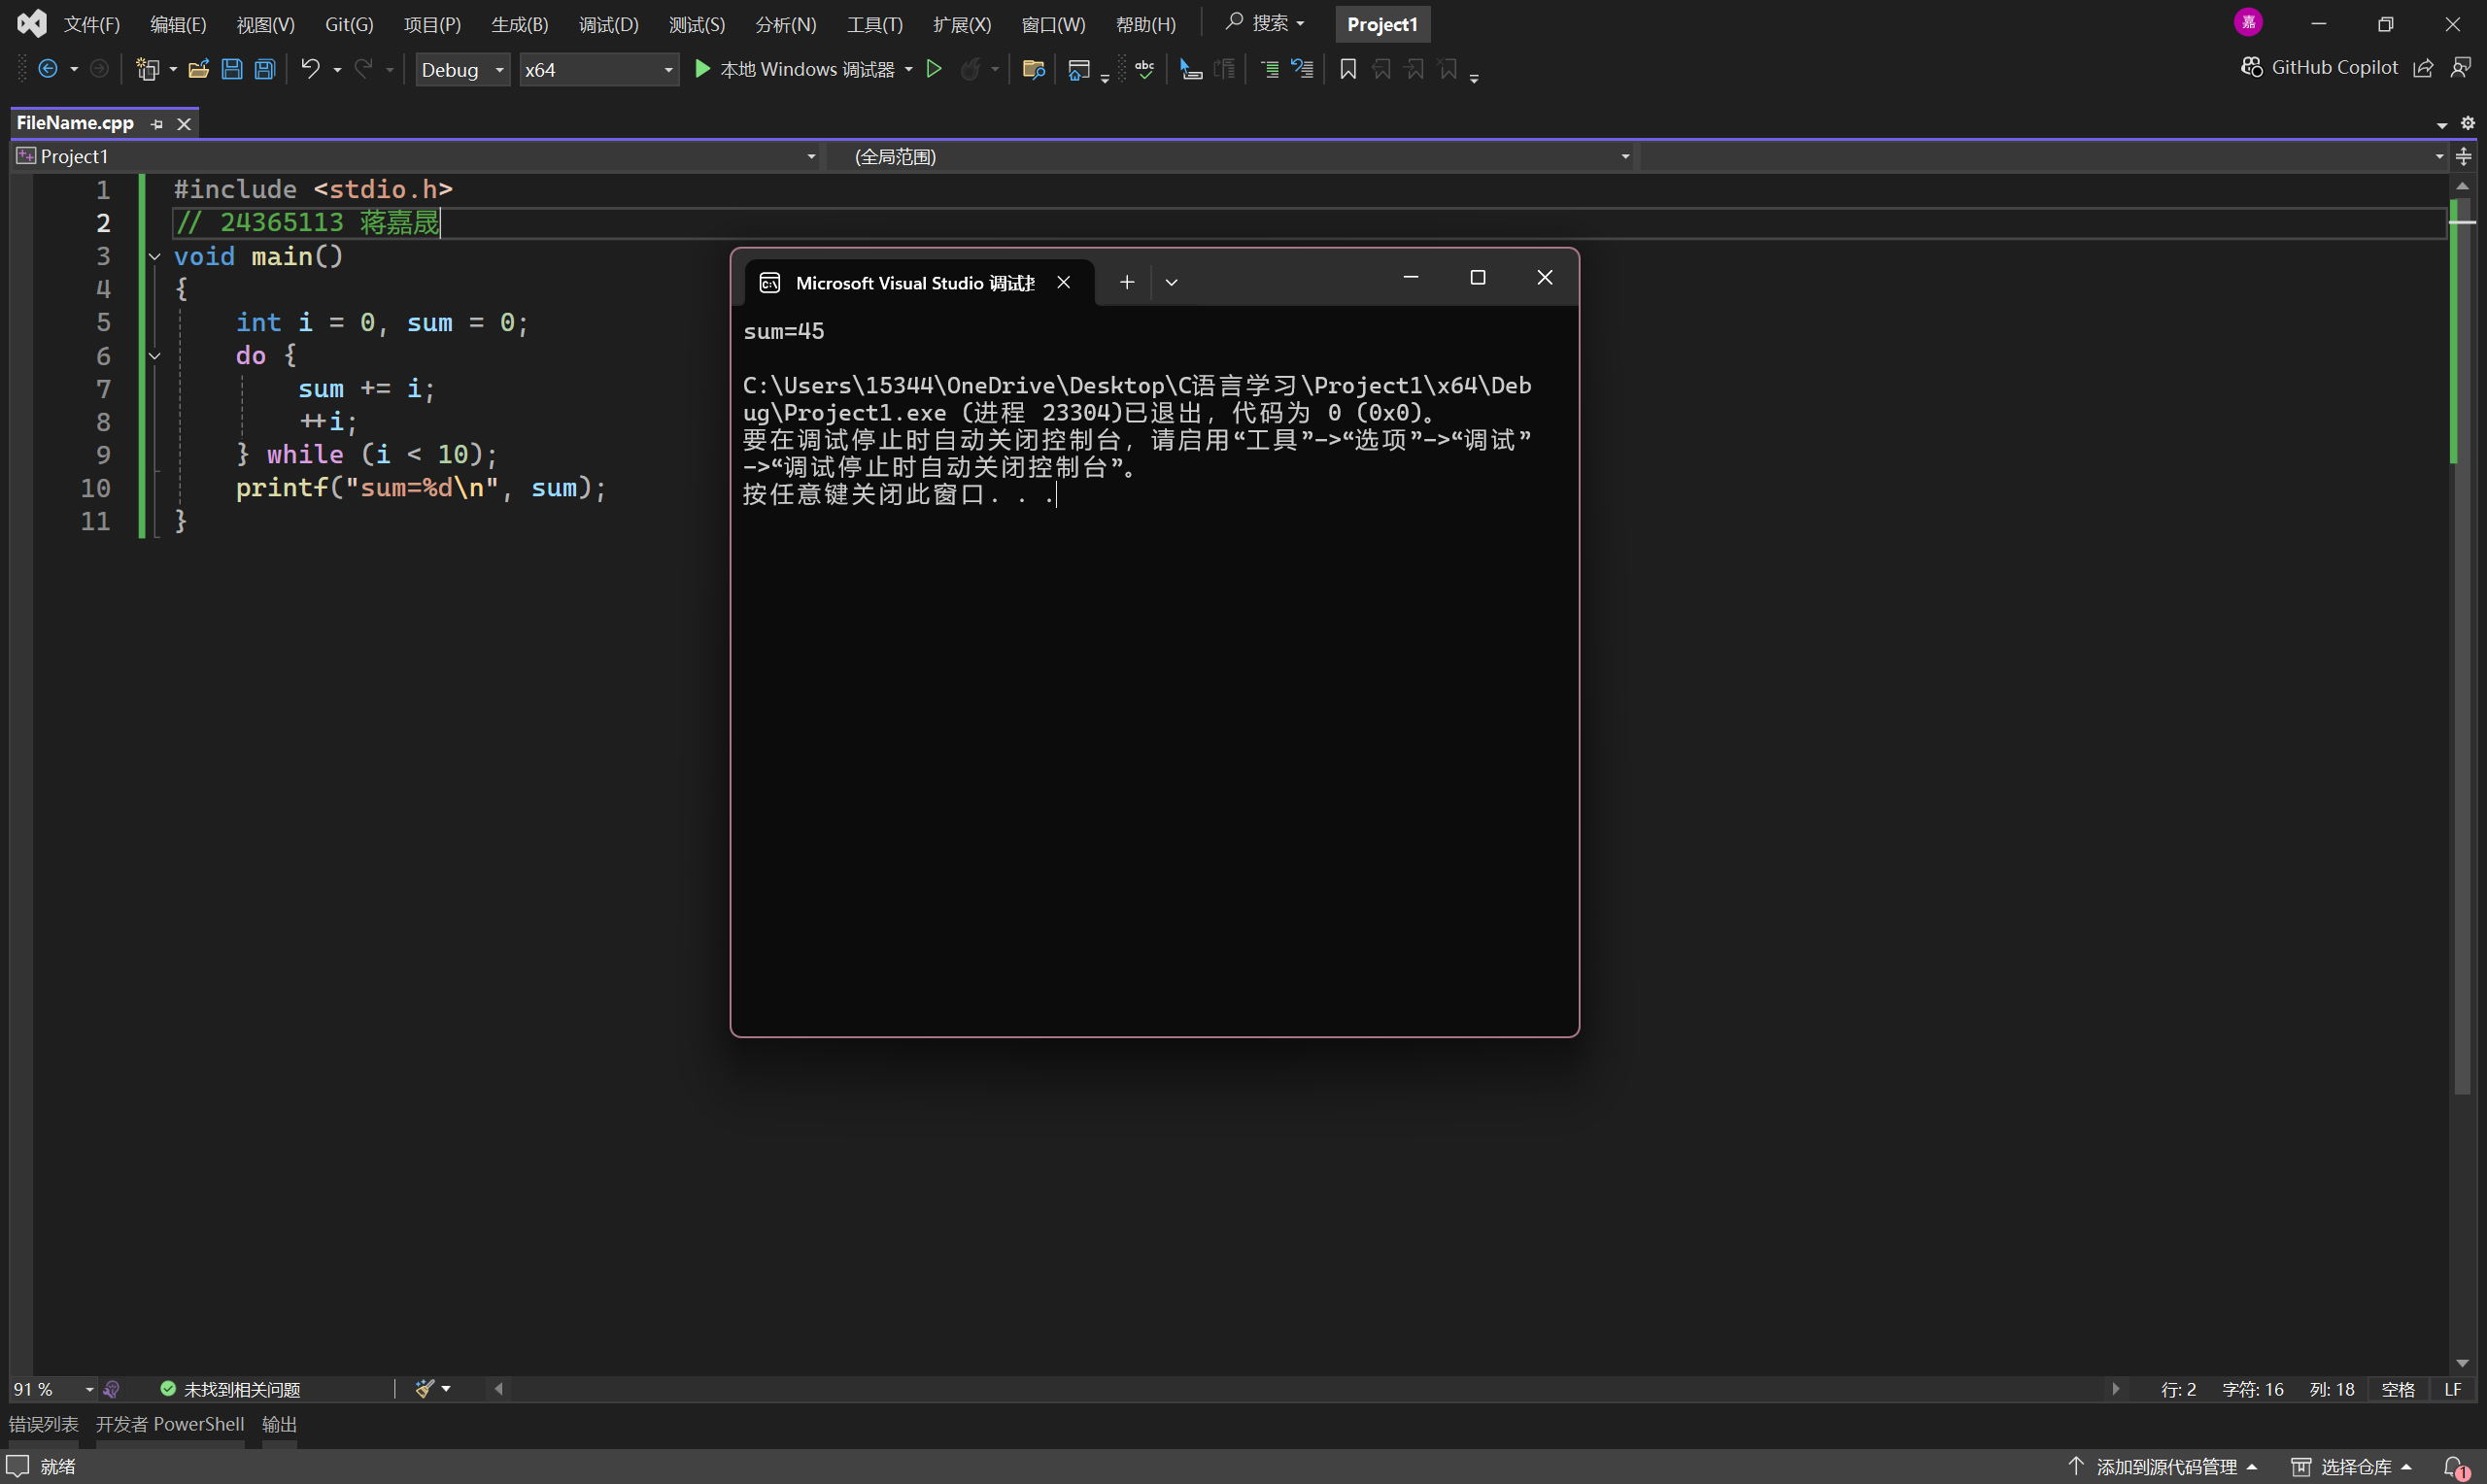 文件(F) 编辑(E) 视图(V) Git(G) 项目(P) 生成(B) 调试(D) 测试(S) 分析(N) 工具(T) 扩展(X) 窗口(W) 帮助(H) 搜索 Project1 嘉
Debug x64 本地 Windows 调试器 abc GitHub Copilot
FileName.cpp
Project1 (全局范围)
1 #include <stdio.h>
2 // 24365113 蒋嘉晟
3 void main()
4 {
5 int i = 0, sum = 0;
6 do {
7 sum += i;
8 ++i;
9 } while (i < 10);
10 printf("sum=%d\n", sum);
11 }
Microsoft Visual Studio 调试
sum=45
C:\Users\15344\OneDrive\Desktop\C语言学习\Project1\x64\Deb
ug\Project1.exe (进程 23304)已退出，代码为 0 (0x0)。
要在调试停止时自动关闭控制台，请启用“工具”->“选项”->“调试”
->“调试停止时自动关闭控制台”。
按任意键关闭此窗口. . .
91 % 未找到相关问题 行: 2 字符: 16 列: 18 空格 LF
错误列表 开发者 PowerShell 输出
就绪 添加到源代码管理 选择仓库 1